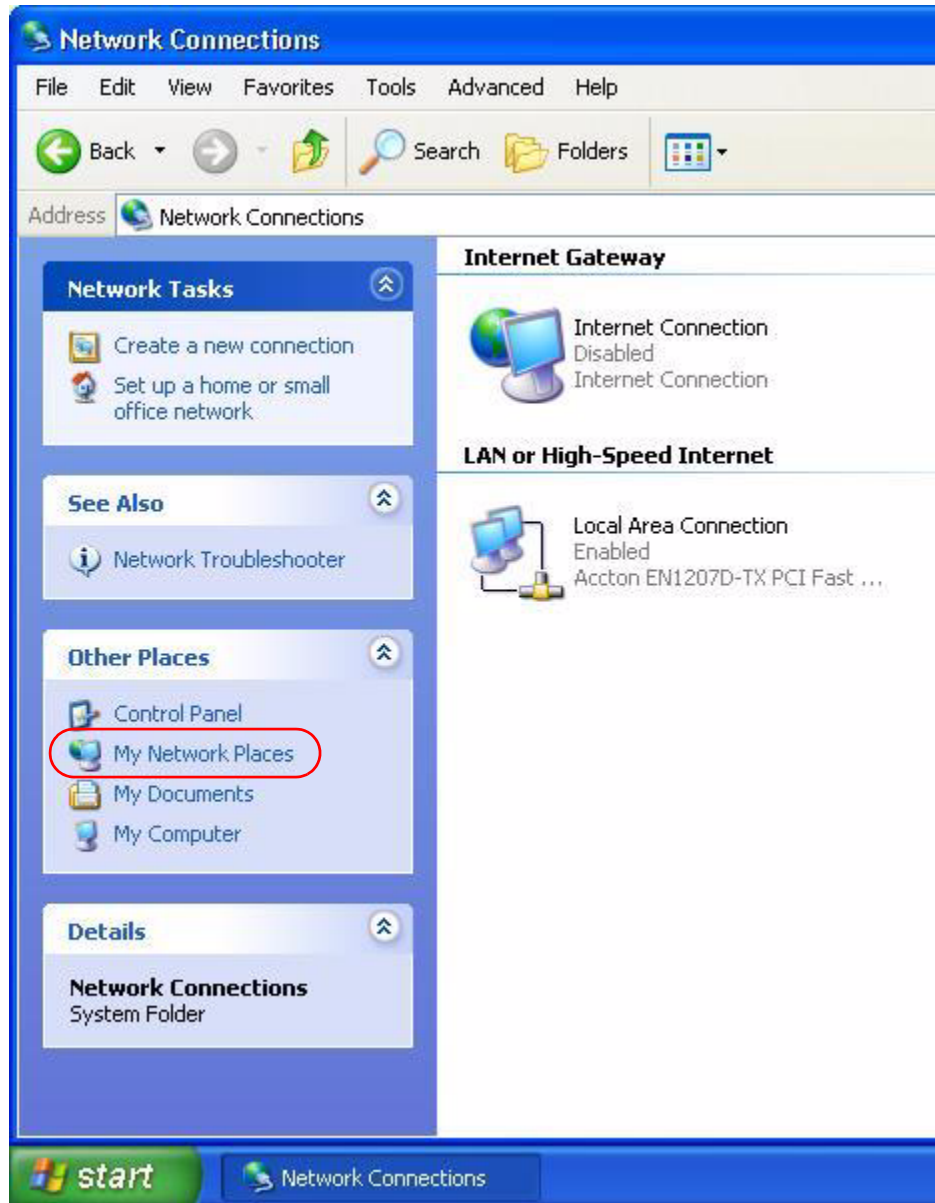 Network Connections
File Edit View Favorites Tools Advanced Help
Back Search Folders
Address Network Connections
Network Tasks
Create a new connection
Set up a home or small
office network
See Also
Network Troubleshooter
Other Places
Control Panel
My Network Places
My Documents
My Computer
Details
Network Connections
System Folder
Internet Gateway
Internet Connection
Disabled
Internet Connection
LAN or High-Speed Internet
Local Area Connection
Enabled
Accton EN1207D-TX PCI Fast ...
start Network Connections